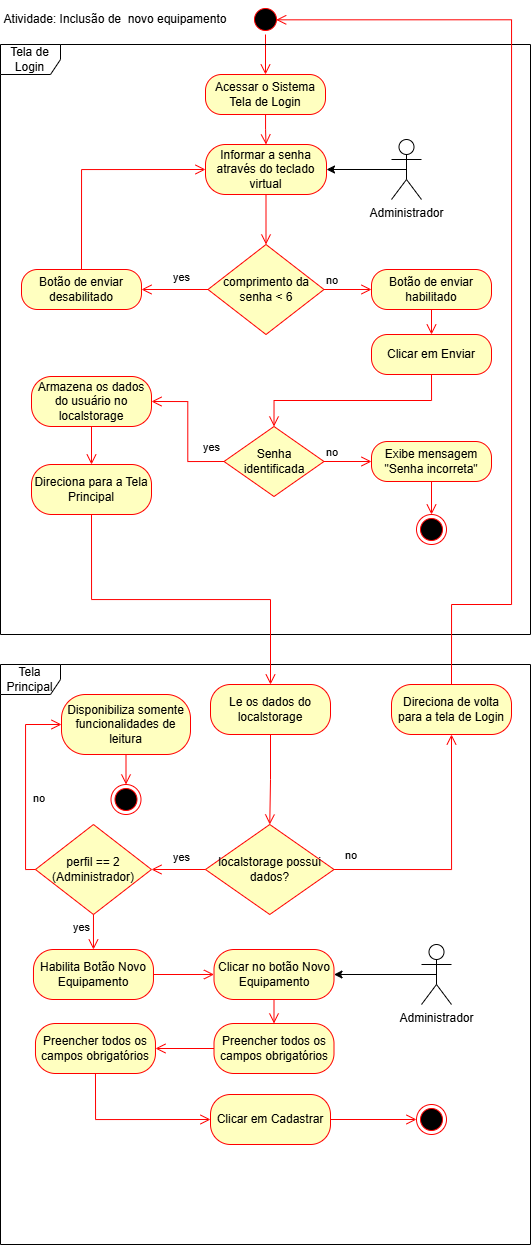 Atividade: Inclusão de  novo equipamento
Tela de
Login
Acessar o Sistema
Tela de Login
Informar a senha
através do teclado
virtual
Administrador
yes
comprimento da
senha < 6
no
Botão de enviar
desabilitado
Botão de enviar
habilitado
Clicar em Enviar
Armazena os dados
do usuário no
localstorage
yes
Senha
identificada
no
Exibe mensagem
"Senha incorreta"
Direciona para a Tela
Principal
Tela
Principal
Disponibiliza somente
funcionalidades de
leitura
Le os dados do
localstorage
Direciona de volta
para a tela de Login
no
perfil == 2
(Administrador)
yes
localstorage possui
dados?
no
yes
Habilita Botão Novo
Equipamento
Clicar no botão Novo
Equipamento
Administrador
Preencher todos os
campos obrigatórios
Preencher todos os
campos obrigatórios
Clicar em Cadastrar